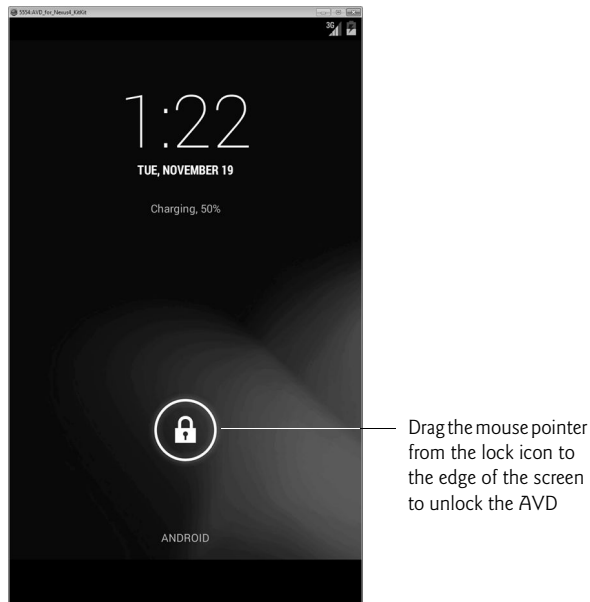 5554:AVD_for_Nexus4_KitKit
3G
1:22
TUE, NOVEMBER 19
Charging, 50%
Drag the mouse pointer
from the lock icon to
the edge of the screen
to unlock the AVD
ANDROID